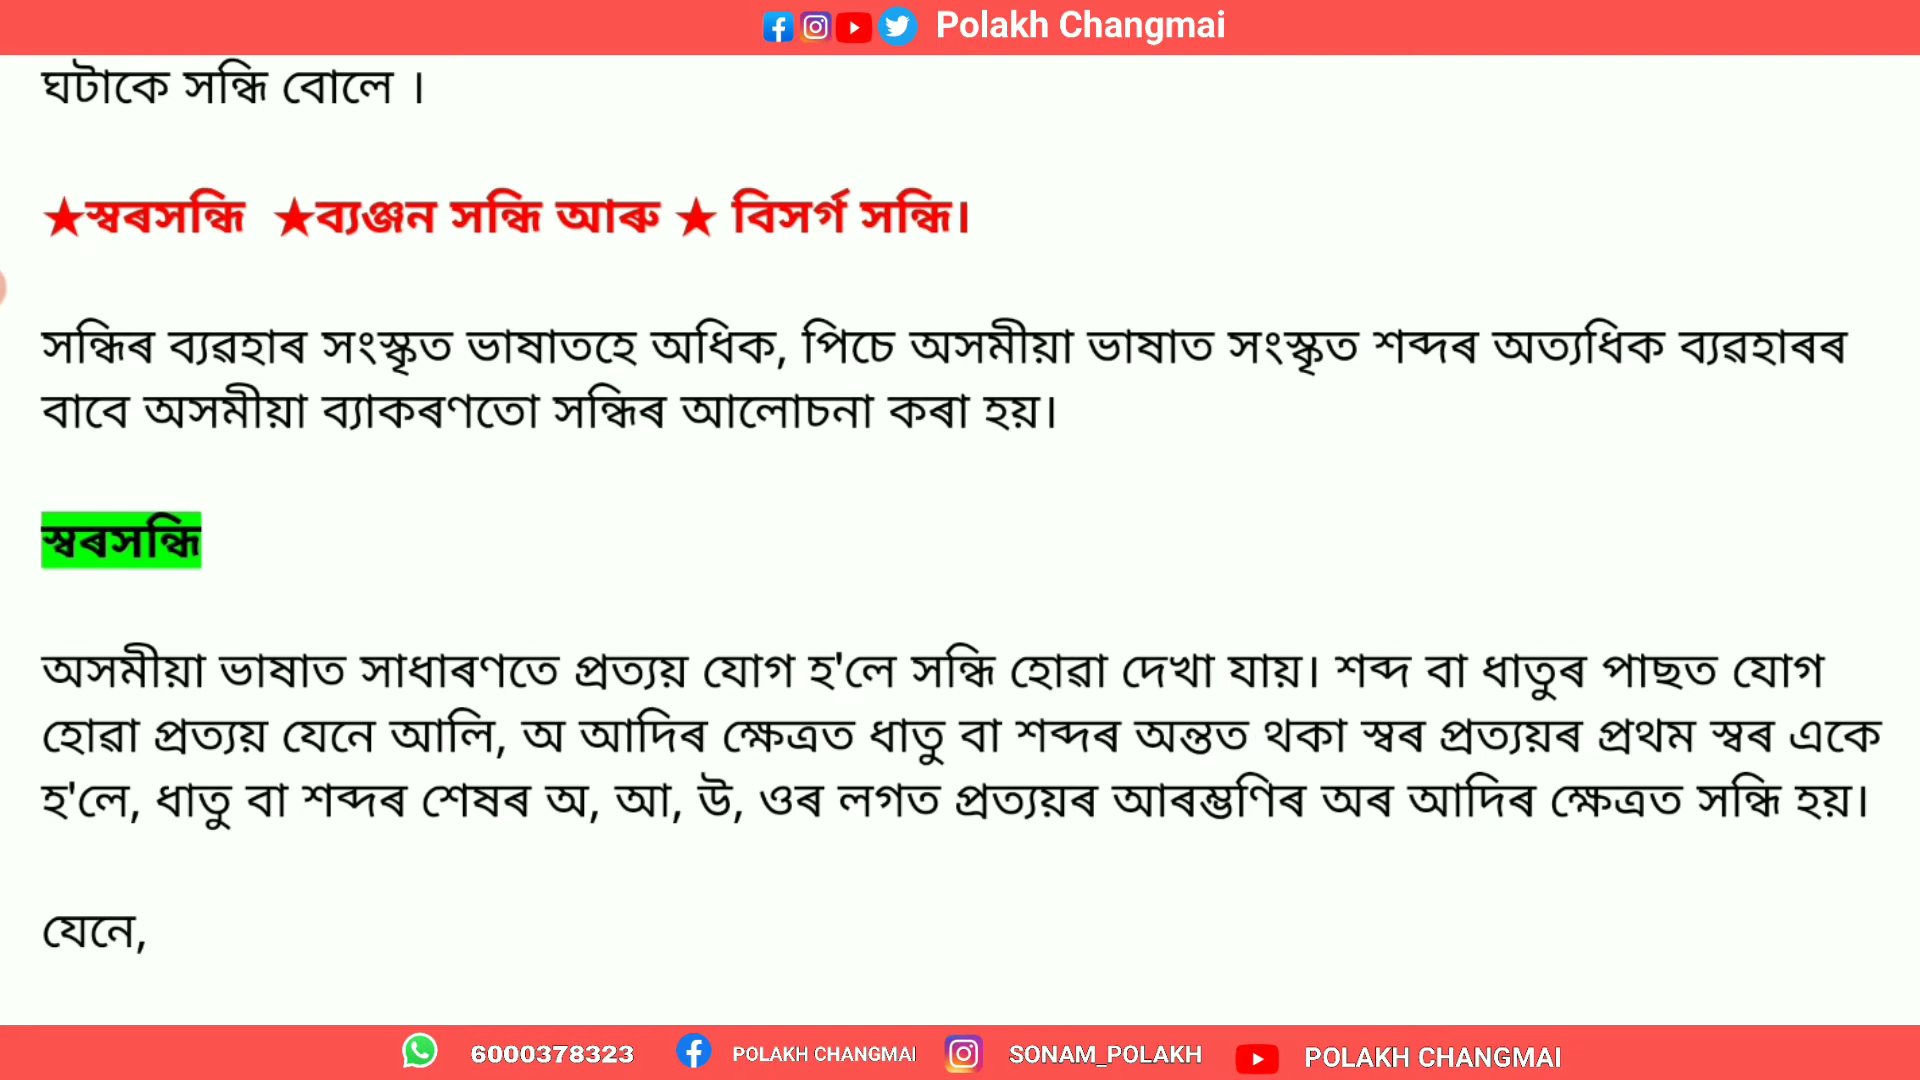 Polakh Changmai
ঘটাকে সন্ধি বোলে ।
★স্বৰসন্ধি ★ব্যঞ্জন সন্ধি আৰু ★ বিসৰ্গ সন্ধি।
সন্ধিৰ ব্যৱহাৰ সংস্কৃত ভাষাতহে অধিক, পিচে অসমীয়া ভাষাত সংস্কৃত শব্দৰ অত্যধিক ব্যৱহাৰৰ
বাবে অসমীয়া ব্যাকৰণতো সন্ধিৰ আলোচনা কৰা হয়।
স্বৰসন্ধি
অসমীয়া ভাষাত সাধাৰণতে প্ৰত্যয় যোগ হ'লে সন্ধি হোৱা দেখা যায়। শব্দ বা ধাতুৰ পাছত যোগ
হোৱা প্ৰত্যয় যেনে আলি, অ আদিৰ ক্ষেত্ৰত ধাতু বা শব্দৰ অন্তত থকা স্বৰ প্ৰত্যয়ৰ প্ৰথম স্বৰ একে
হ'লে, ধাতু বা শব্দৰ শেষৰ অ, আ, উ, ওৰ লগত প্ৰত্যয়ৰ আৰম্ভণিৰ অৰ আদিৰ ক্ষেত্ৰত সন্ধি হয়।
যেনে,
6000378323 POLAKH CHANGMAI SONAM_POLAKH POLAKH CHANGMAI